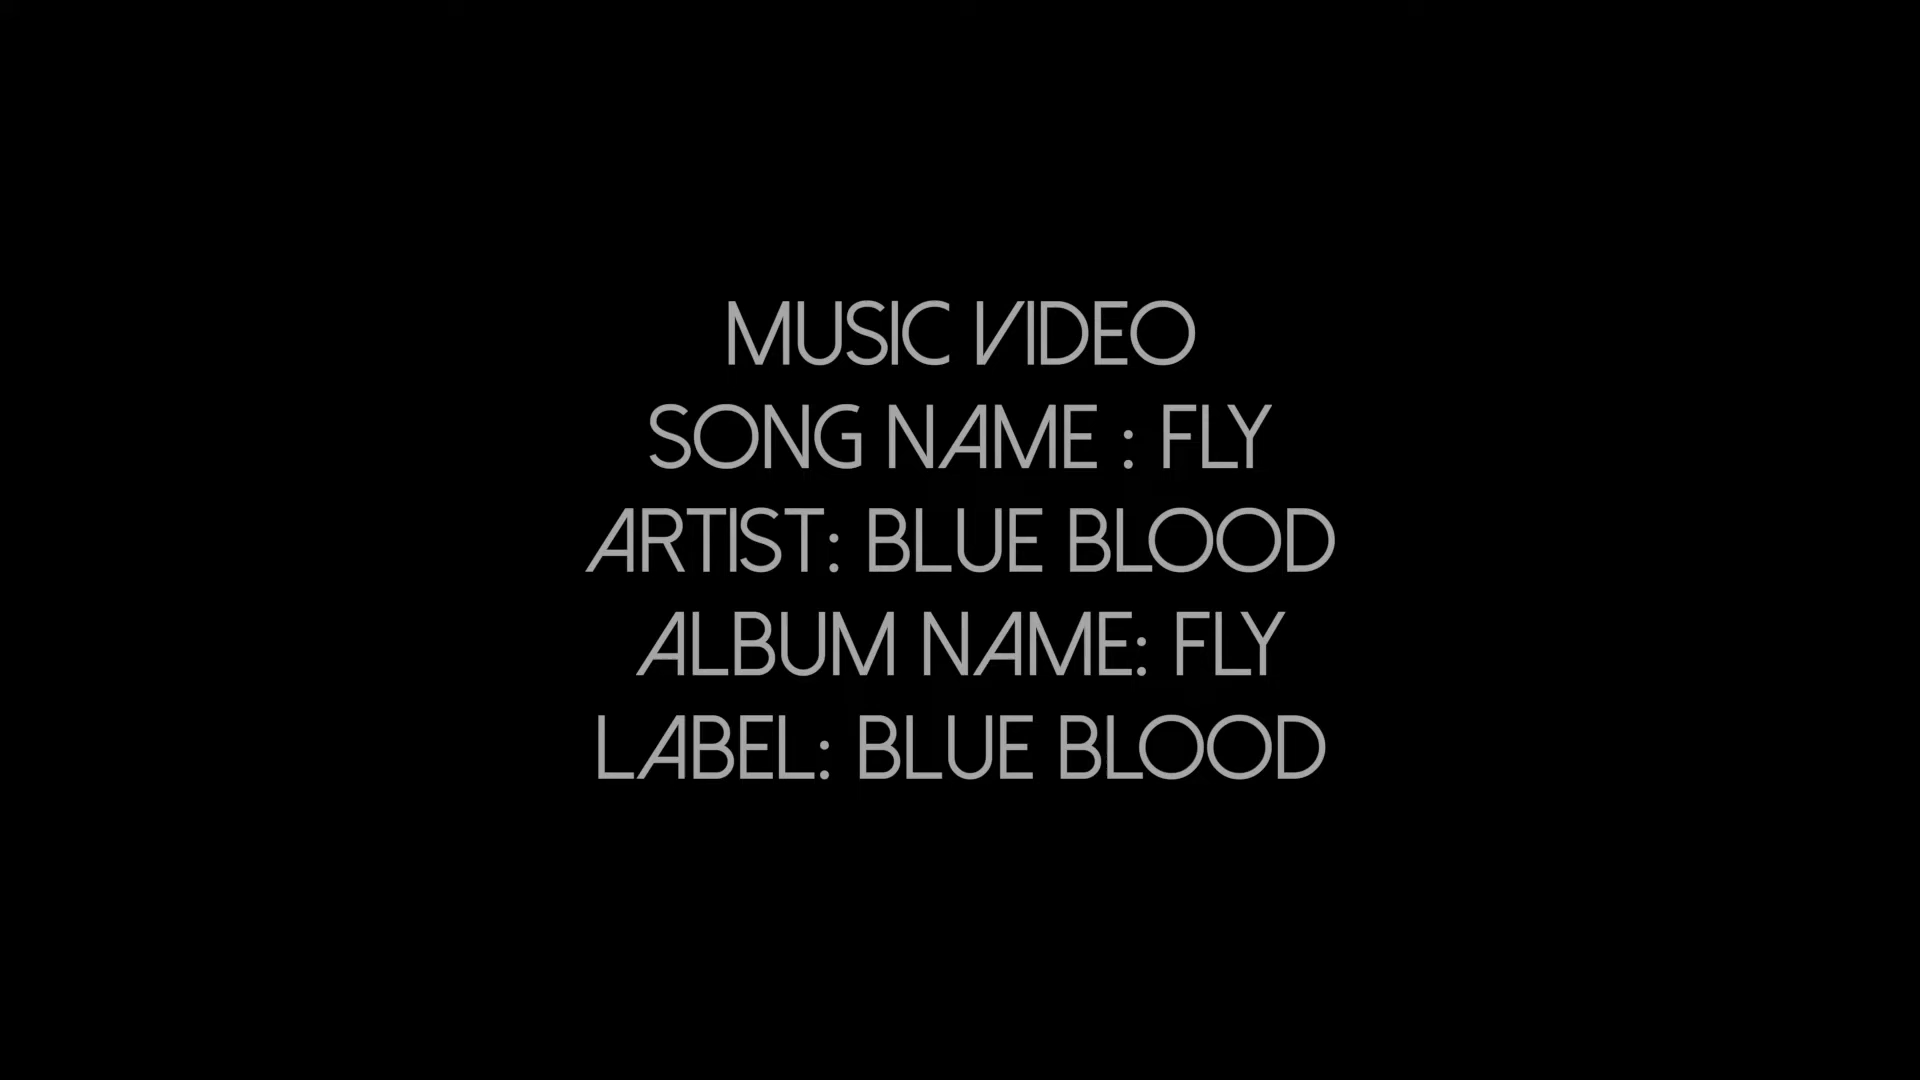 MUSIC VIDEO
SONG NAME : FLY
ARTIST: BLUE BLOOD
ALBUM NAME: FLY
LABEL: BLUE BLOOD